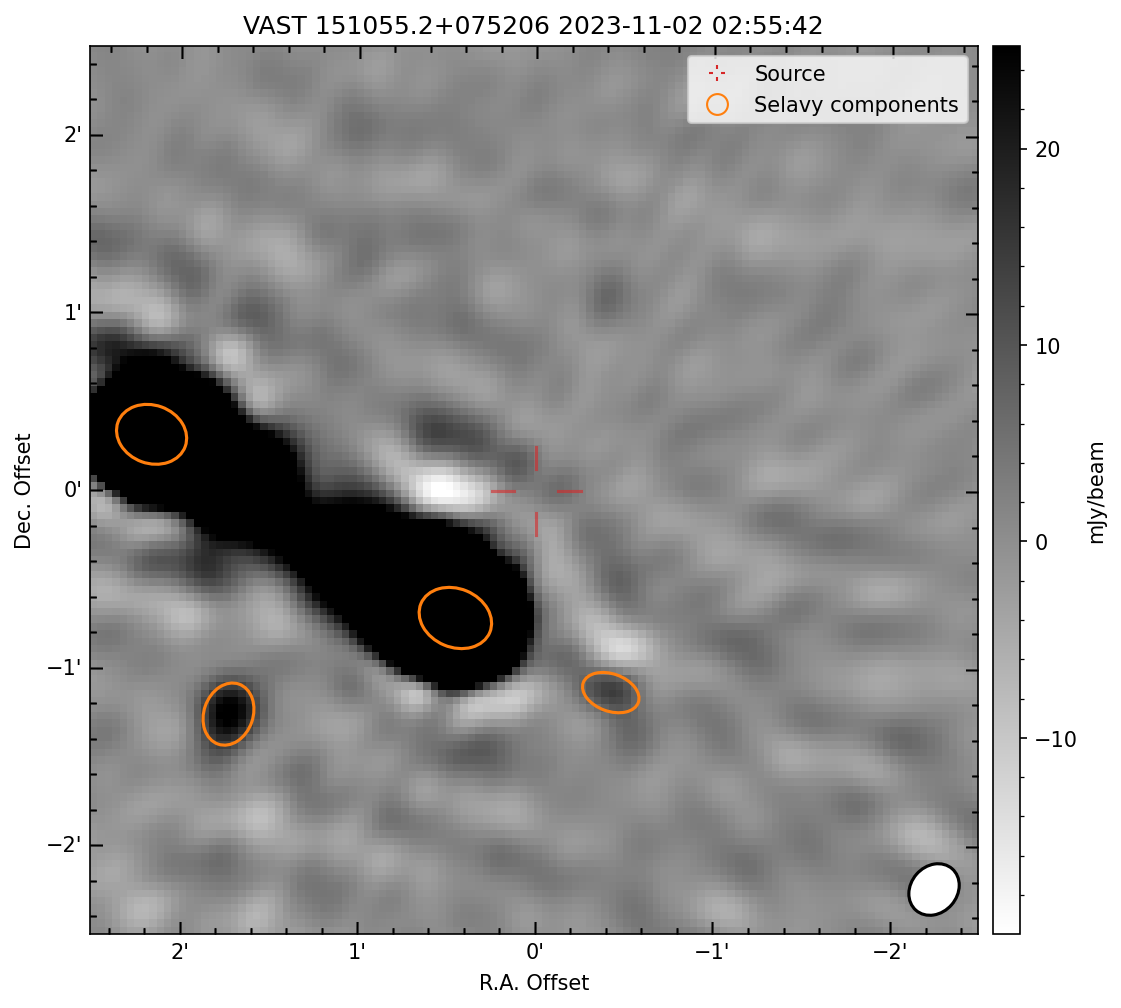 VAST 151055.2+075206 2023-11-02 02:55:42
Source
Selavy components
2'
1'
0'
−1'
−2'
Dec. Offset
2'
1'
0'
−1'
−2'
R.A. Offset
20
10
0
−10
mJy/beam